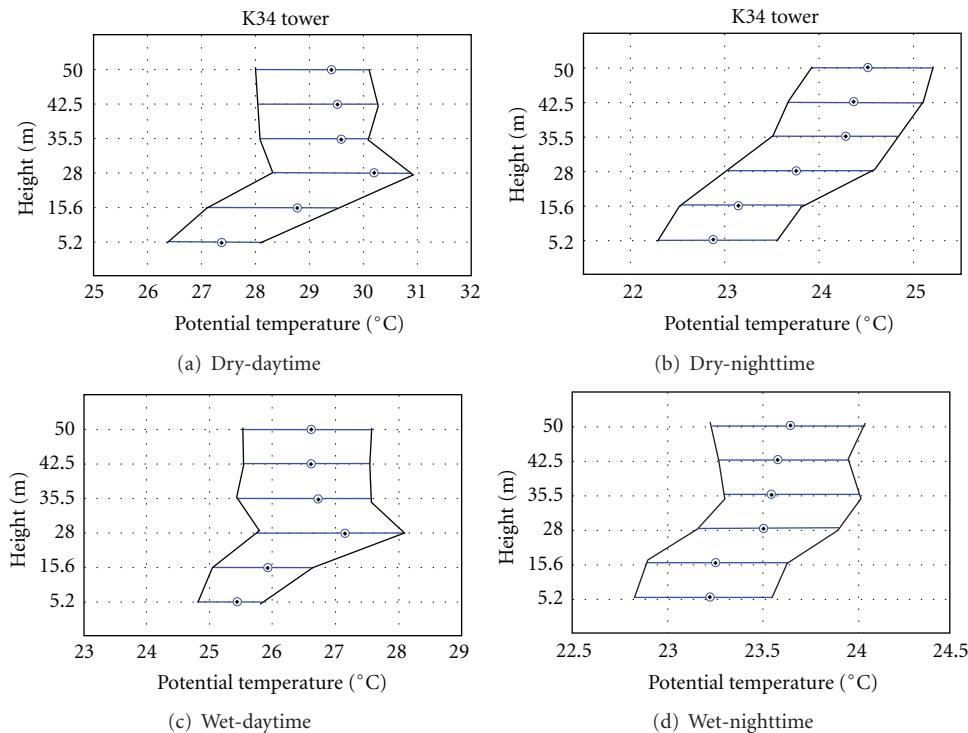 K34 tower
50
42.5
35.5
28
15.6
5.2
Height (m)
25 26 27 28 29 30 31 32
Potential temperature (°C)
(a) Dry-daytime
K34 tower
50
42.5
35.5
28
15.6
5.2
Height (m)
22 23 24 25
Potential temperature (°C)
(b) Dry-nighttime
50
42.5
35.5
28
15.6
5.2
Height (m)
23 23 25 26 27 28 29
Potential temperature (°C)
(c) Wet-daytime
50
42.5
35.5
28
15.6
5.2
Height (m)
22.5 23 23.5 24 24.5
Potential temperature (°C)
(d) Wet-nighttime